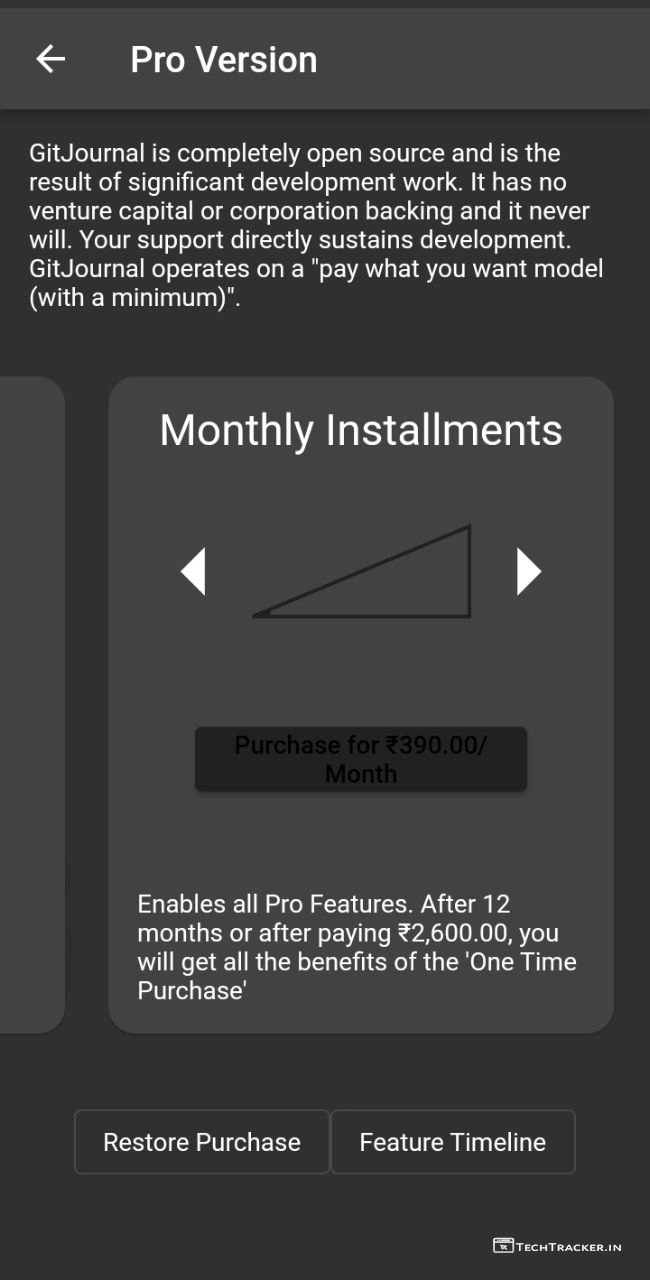 Pro Version
GitJournal is completely open source and is the
result of significant development work. It has no
venture capital or corporation backing and it never
will. Your support directly sustains development.
GitJournal operates on a "pay what you want model
(with a minimum)".
Monthly Installments
Purchase for ₹390.00/
Month
Enables all Pro Features. After 12
months or after paying ₹2,600.00, you
will get all the benefits of the 'One Time
Purchase'
Restore Purchase
Feature Timeline
TECHTRACKER.IN